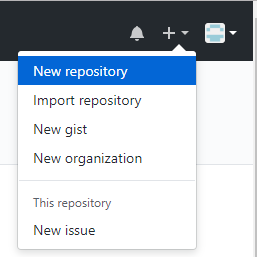 New repository
Import repository
New gist
New organization
This repository
New issue